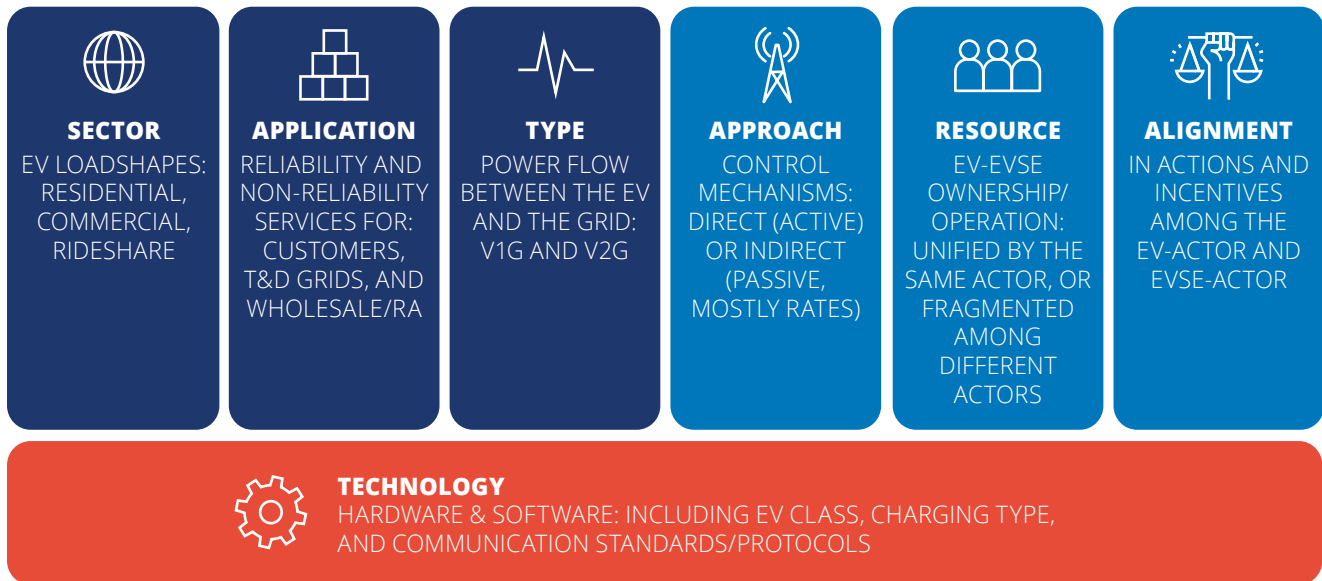 SECTOR
EV LOADSHAPES:
RESIDENTIAL,
COMMERCIAL,
RIDESHARE
APPLICATION
RELIABILITY AND
NON-RELIABILITY
SERVICES FOR:
CUSTOMERS,
T&D GRIDS, AND
WHOLESALE/RA
TYPE
POWER FLOW
BETWEEN THE EV
AND THE GRID:
V1G AND V2G
APPROACH
CONTROL
MECHANISMS:
DIRECT (ACTIVE)
OR INDIRECT
(PASSIVE,
MOSTLY RATES)
RESOURCE
EV-EVSE
OWNERSHIP/
OPERATION:
UNIFIED BY THE
SAME ACTOR, OR
FRAGMENTED
AMONG
DIFFERENT
ACTORS
ALIGNMENT
IN ACTIONS AND
INCENTIVES
AMONG THE
EV-ACTOR AND
EVSE-ACTOR
TECHNOLOGY
HARDWARE & SOFTWARE: INCLUDING EV CLASS, CHARGING TYPE,
AND COMMUNICATION STANDARDS/PROTOCOLS